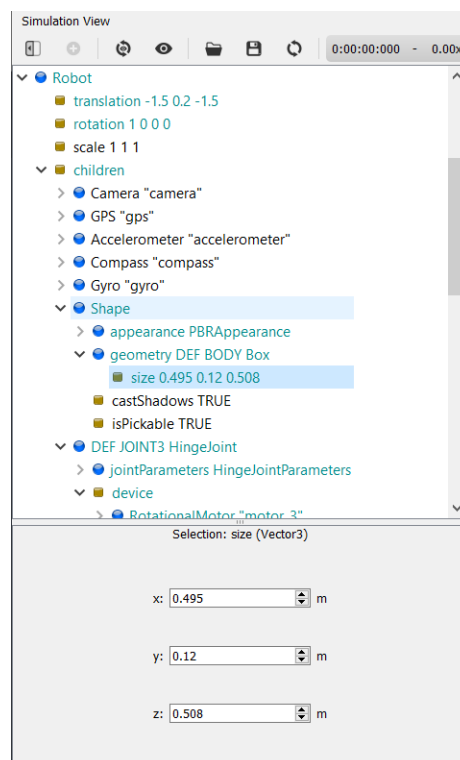 Simulation View
0:00:00:000 - 0.00x
Robot
translation -1.5 0.2 -1.5
rotation 1 0 0 0
scale 1 1 1
children
Camera "camera"
GPS "gps"
Accelerometer "accelerometer"
Compass "compass"
Gyro "gyro"
Shape
appearance PBRAppearance
geometry DEF BODY Box
size 0.495 0.12 0.508
castShadows TRUE
isPickable TRUE
DEF JOINT3 HingeJoint
jointParameters HingeJointParameters
device
RotationalMotor "motor_3"
Selection: size (Vector3)
x: 0.495 m
y: 0.12 m
z: 0.508 m